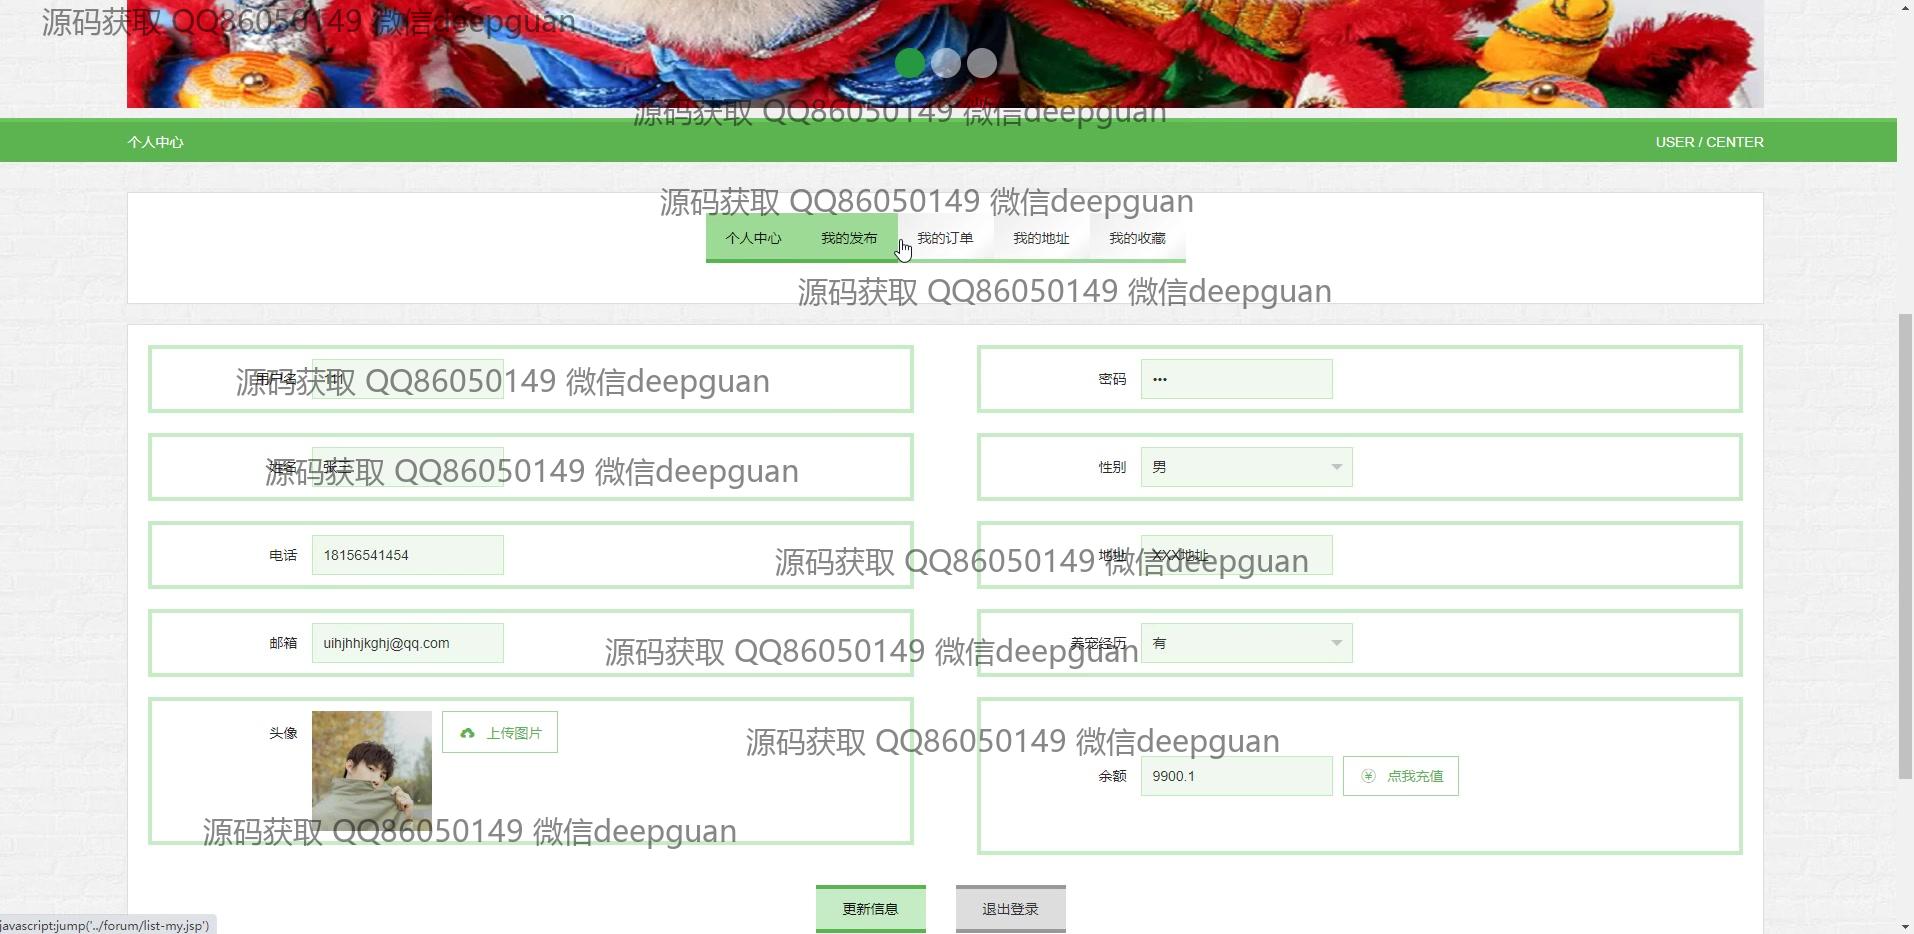 源码获取 QQ86050149 微信deepguan
源码获取 QQ86050149 微信deepguan
个人中心
USER / CENTER
源码获取 QQ86050149 微信deepguan
个人中心
我的发布
我的订单
我的地址
我的收藏
源码获取 QQ86050149 微信deepguan
用户名
111
源码获取 QQ86050149 微信deepguan
密码
•••
姓名
张三
源码获取 QQ86050149 微信deepguan
性别
男
电话
18156541454
源码获取 QQ86050149 微信deepguan
地址
XXX地址
邮箱
uihjhhjkghj@qq.com
源码获取 QQ86050149 微信deepguan
养宠经历
有
头像
上传图片
源码获取 QQ86050149 微信deepguan
余额
9900.1
点我充值
源码获取 QQ86050149 微信deepguan
更新信息
退出登录
javascript:jump('../forum/list-my.jsp')